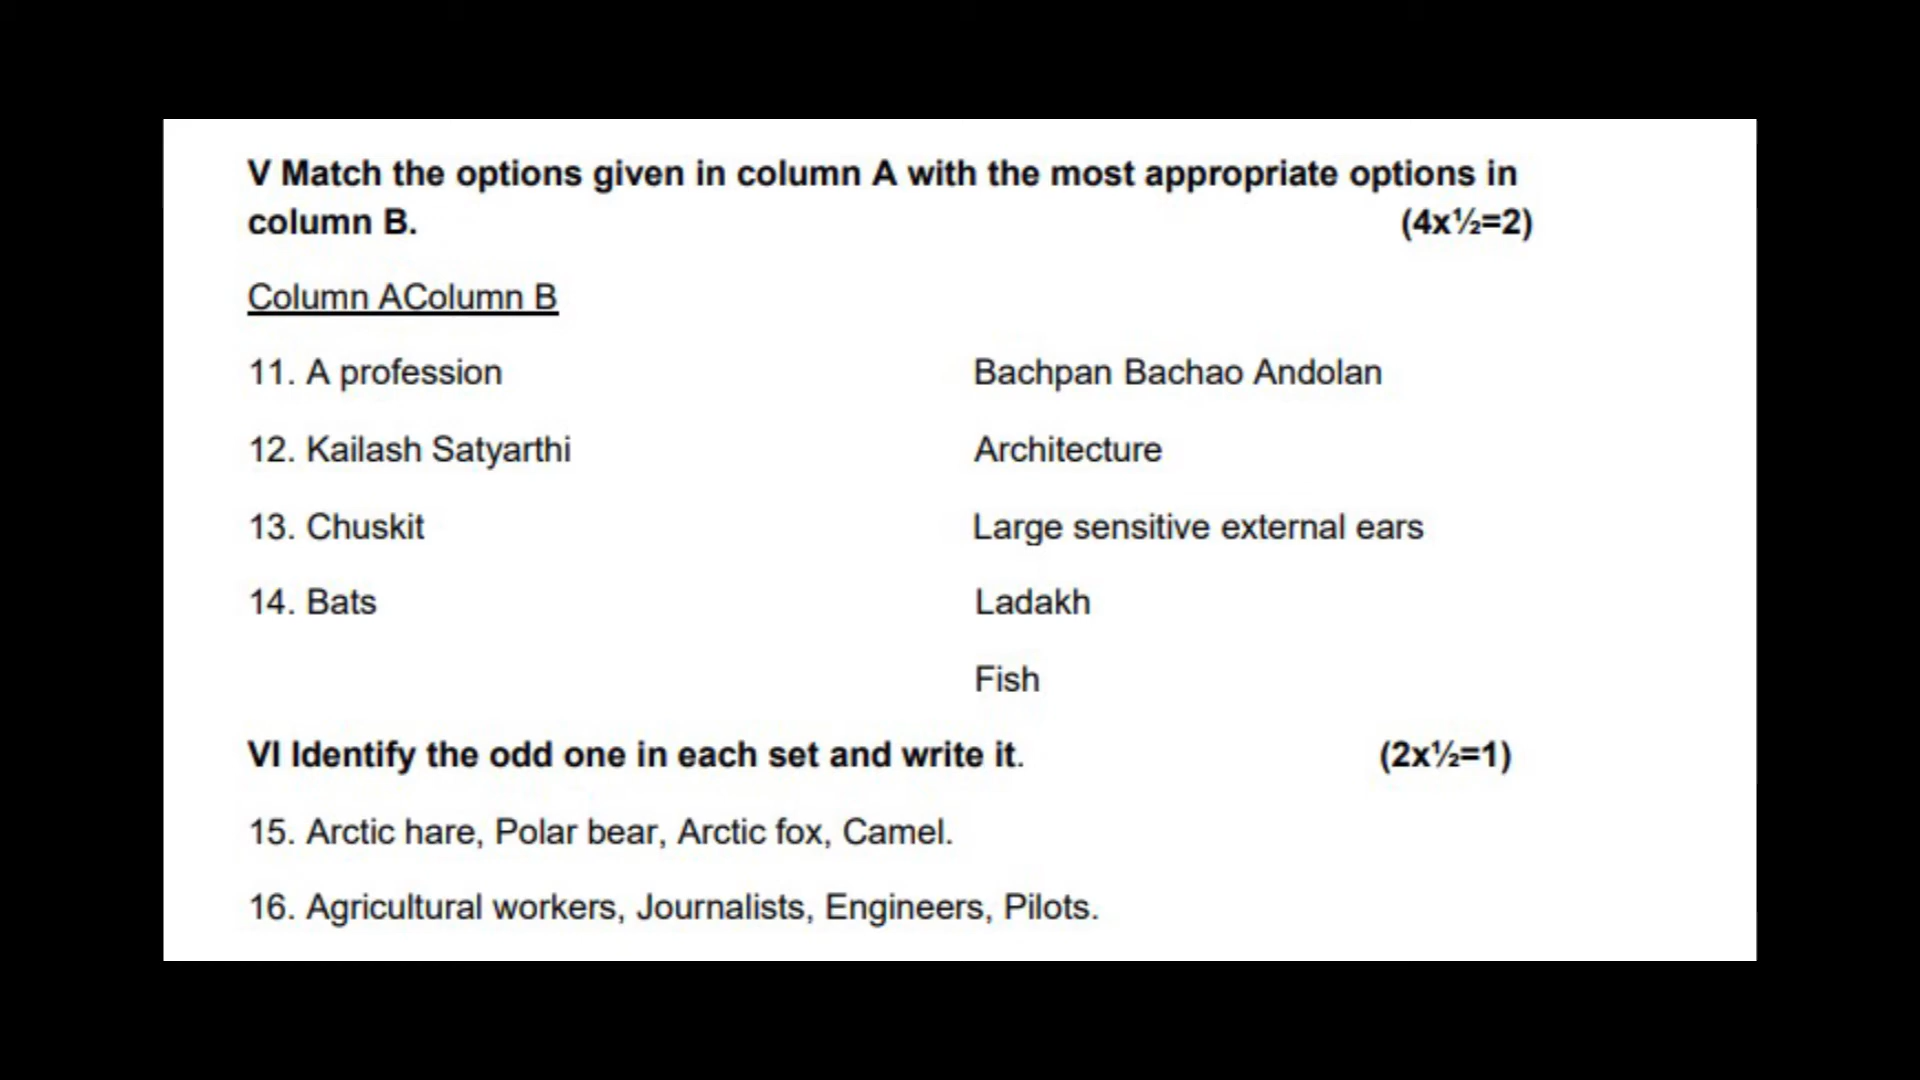 V Match the options given in column A with the most appropriate options in
column B. (4x½=2)
Column AColumn B
11. A profession Bachpan Bachao Andolan
12. Kailash Satyarthi Architecture
13. Chuskit Large sensitive external ears
14. Bats Ladakh
Fish
VI Identify the odd one in each set and write it. (2x½=1)
15. Arctic hare, Polar bear, Arctic fox, Camel.
16. Agricultural workers, Journalists, Engineers, Pilots.